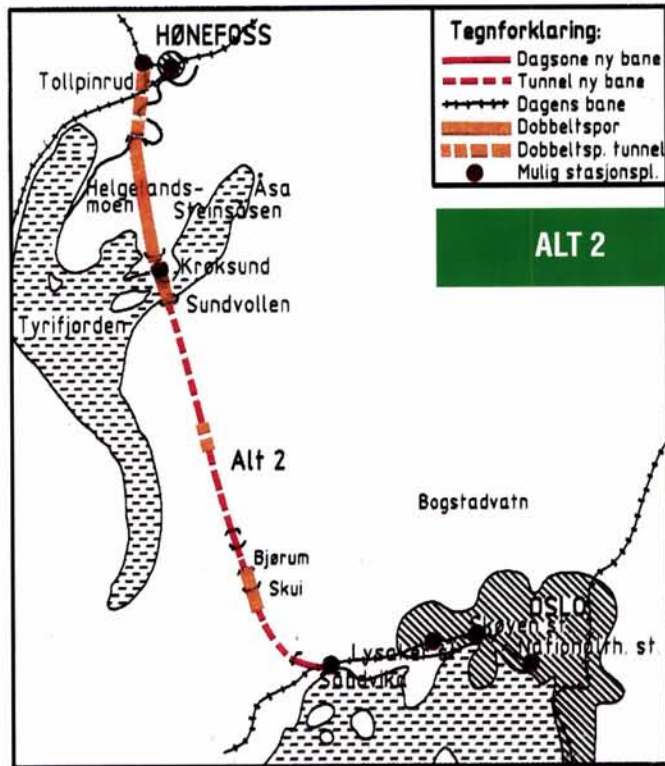 HØNEFOSS
Tollpinrud
Tegnforklaring:
Dagsone ny bane
Tunnel ny bane
Dagens bane
Dobbeltspor
Dobbeltsp. tunnel
Mulig stasjonspl.
ALT 2
Helgelands-
moen
Åsa
Steinsåsen
Krøksund
Sundvollen
Tyrifjorden
Alt 2
Bogstadvatn
Bjørum
Skui
OSLO
Skøyen st.
Lysaker st.
Nationalth. st.
Sandvika